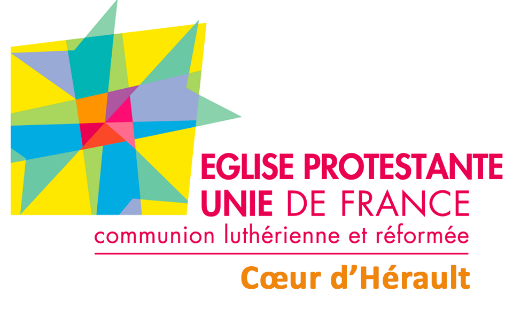 EGLISE PROTESTANTE
UNIE DE FRANCE
communion luthérienne et réformée
Cœur d’Hérault